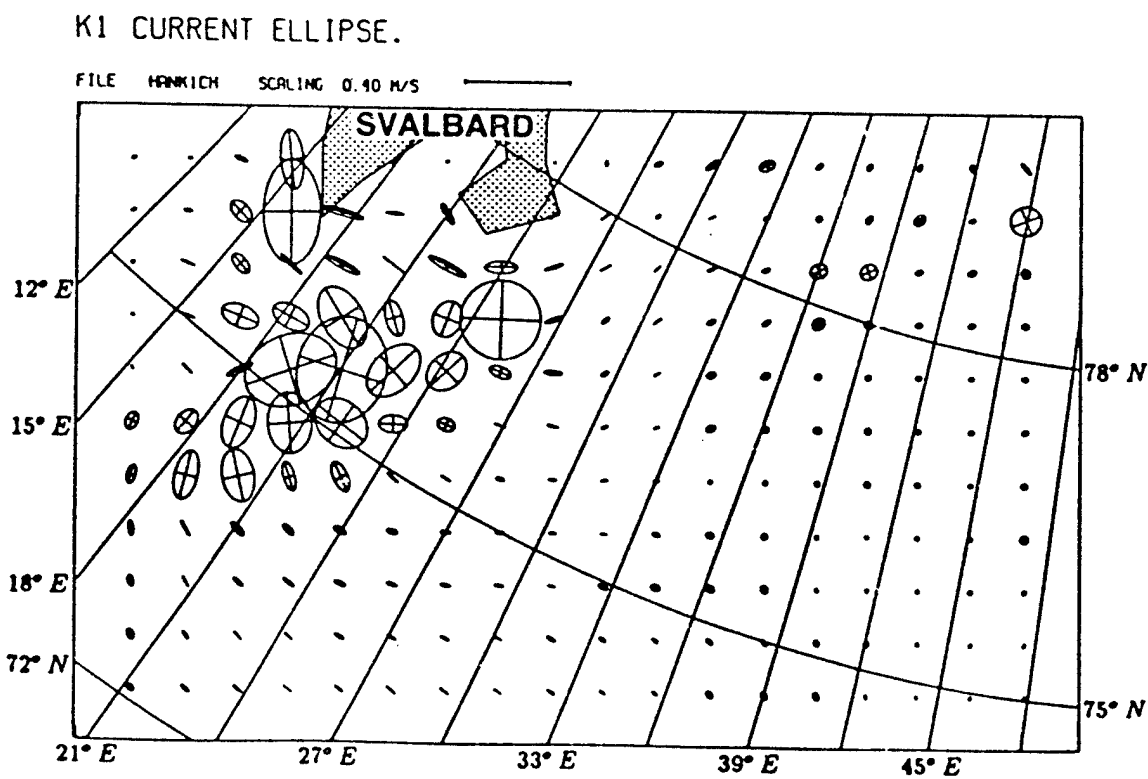 K1 CURRENT ELLIPSE.
FILE HANKICH SCALING 0.40 M/S
SVALBARD
12° E
78° N
15° E
18° E
72° N
75° N
21° E 27° E 33° E 39° E 45° E